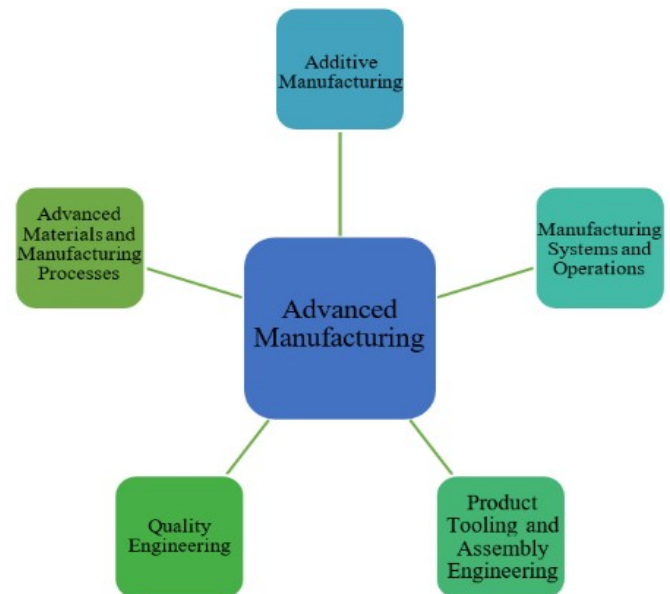 Additive
Manufacturing
Advanced
Materials and
Manufacturing
Processes
Manufacturing
Systems and
Operations
Advanced
Manufacturing
Quality
Engineering
Product
Tooling and
Assembly
Engineering